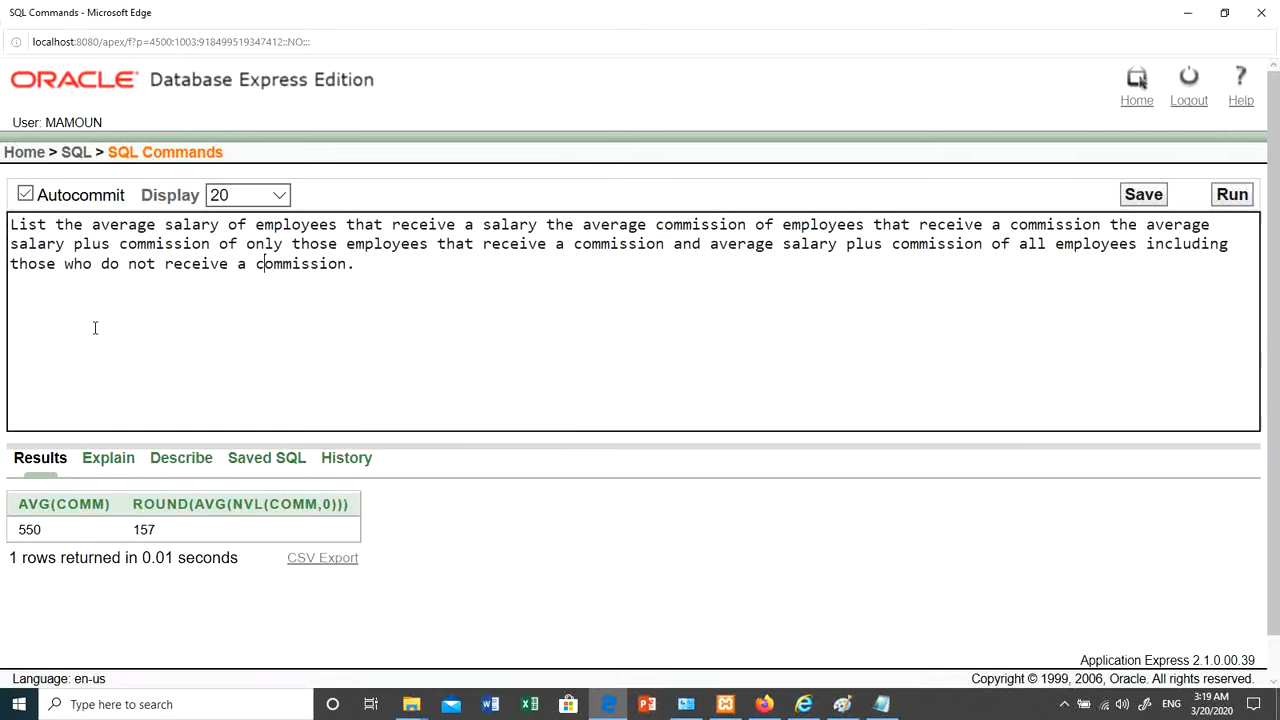 SQL Commands - Microsoft Edge
localhost:8080/apex/f?p=4500:1003:918499519347412::NO:::
ORACLE Database Express Edition
Home Logout Help
User: MAMOUN
Home > SQL > SQL Commands
Autocommit Display 20 Save Run
List the average salary of employees that receive a salary the average commission of employees that receive a commission the average
salary plus commission of only those employees that receive a commission and average salary plus commission of all employees including
those who do not receive a commission.
Results Explain Describe Saved SQL History
AVG(COMM) ROUND(AVG(NVL(COMM,0)))
550 157
1 rows returned in 0.01 seconds CSV Export
Application Express 2.1.0.00.39
Language: en-us Copyright © 1999, 2006, Oracle. All rights reserved.
Type here to search
ENG
3:19 AM
3/20/2020